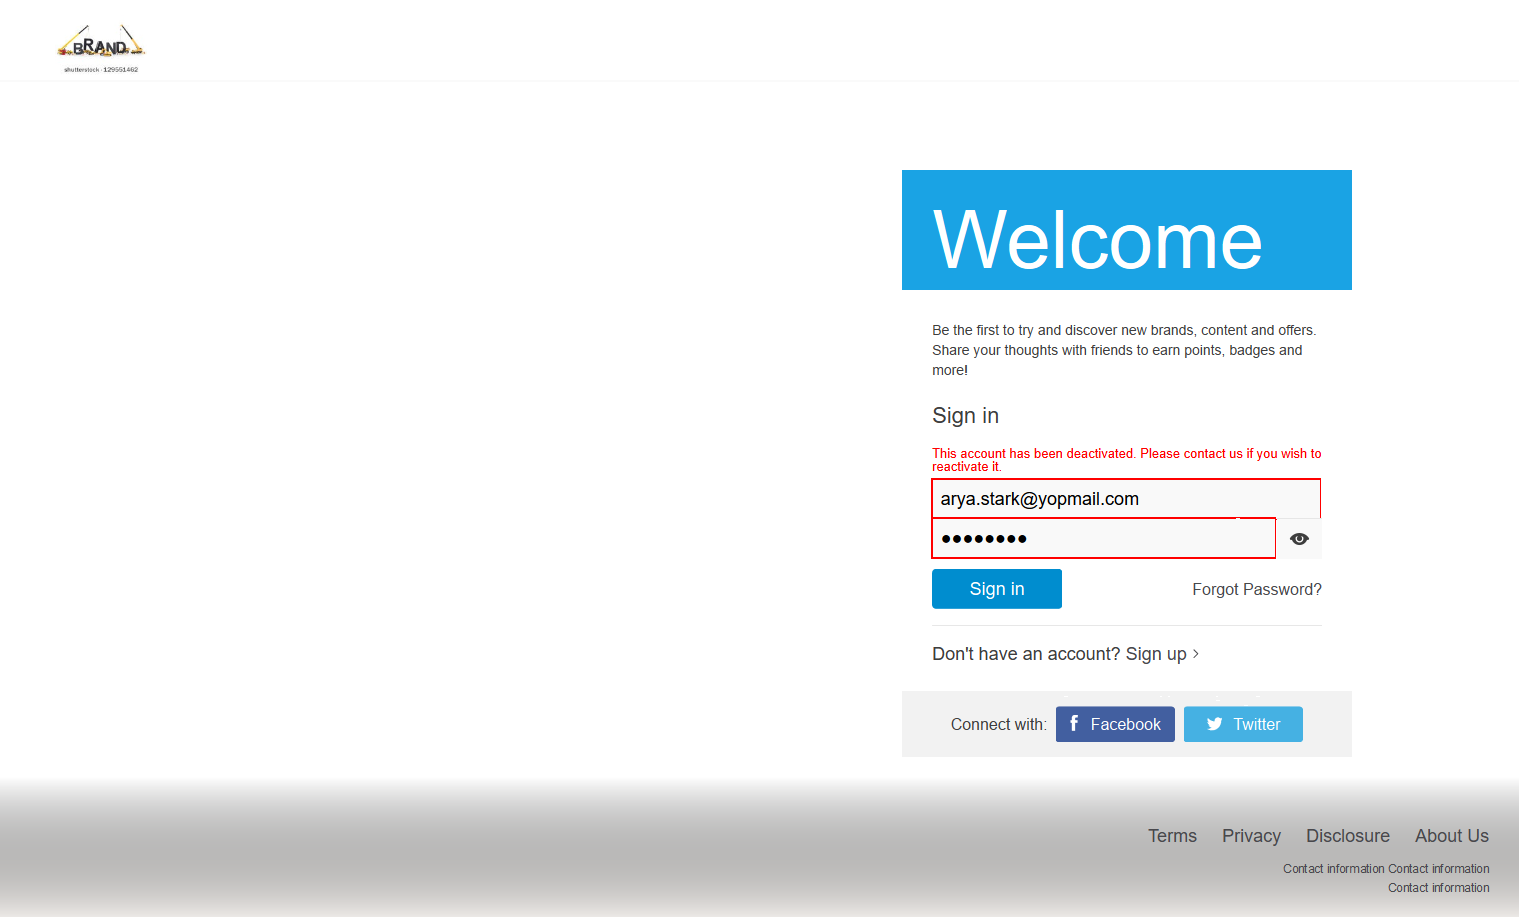 BRAND
shutterstock · 129551462
Welcome
Be the first to try and discover new brands, content and offers.
Share your thoughts with friends to earn points, badges and
more!
Sign in
This account has been deactivated. Please contact us if you wish to
reactivate it.
arya.stark@yopmail.com
●●●●●●●●
Sign in Forgot Password?
Don't have an account? Sign up >
Connect with: f Facebook Twitter
Terms Privacy Disclosure About Us
Contact information Contact information
Contact information